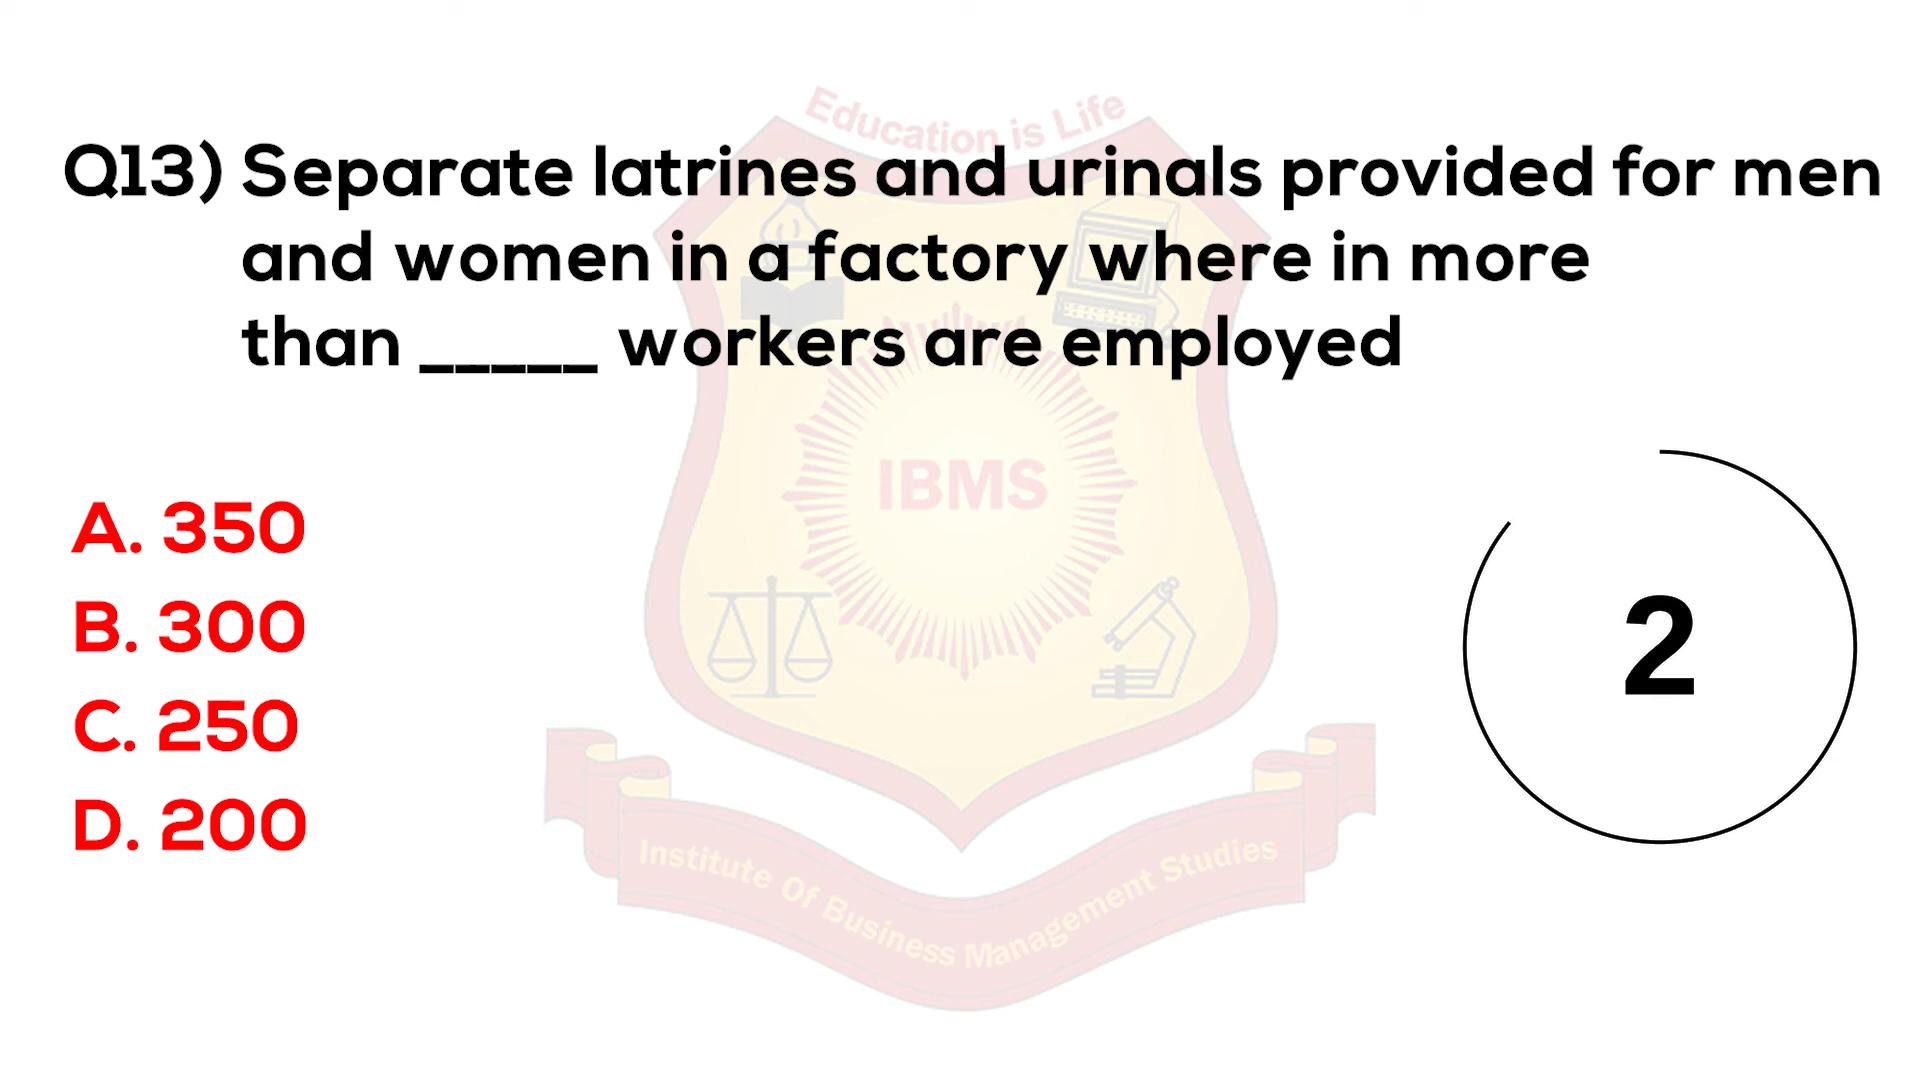 Education is Life
Q13) Separate latrines and urinals provided for men
and women in a factory where in more
than _____ workers are employed
IBMS
A. 350
B. 300
C. 250
D. 200
2
Institute Of Business Management Studies